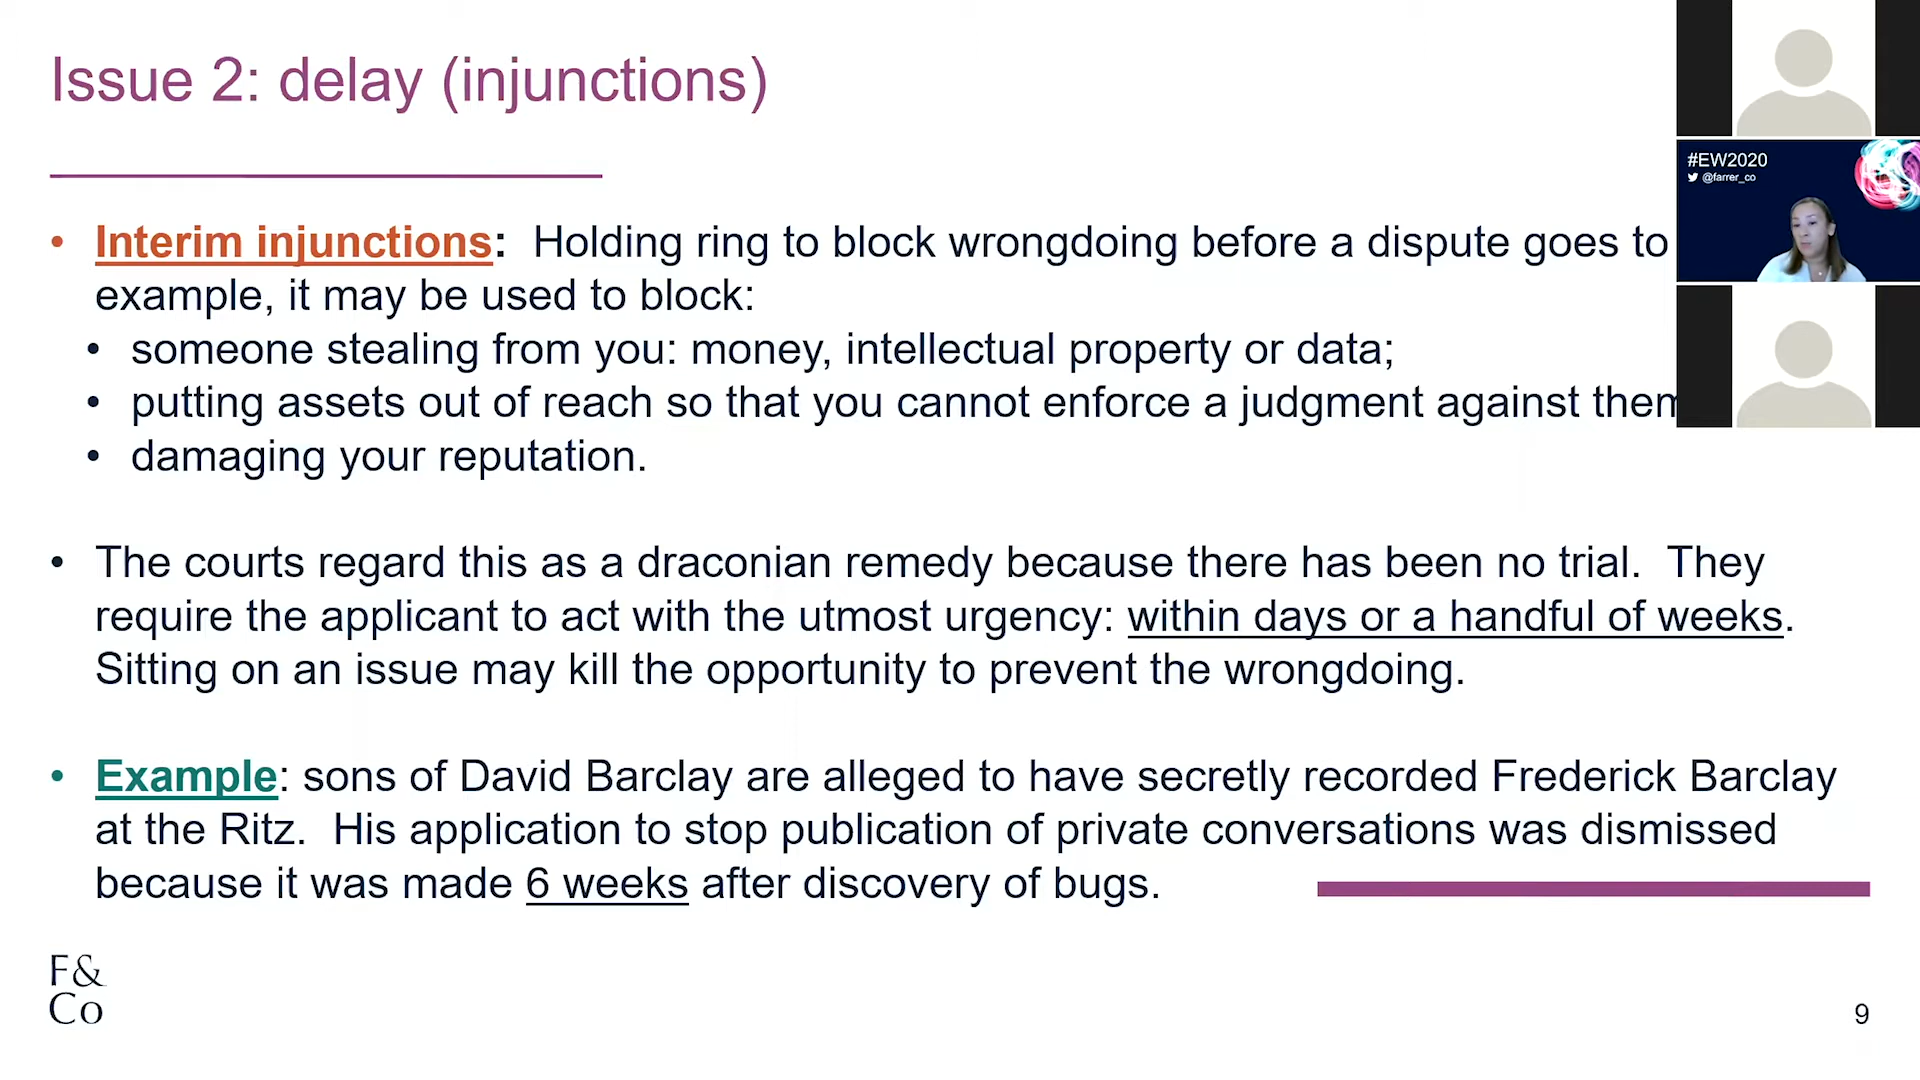 Issue 2: delay (injunctions)
#EW2020
@farrer_co
• Interim injunctions:  Holding ring to block wrongdoing before a dispute goes to
example, it may be used to block:
• someone stealing from you: money, intellectual property or data;
• putting assets out of reach so that you cannot enforce a judgment against them
• damaging your reputation.
• The courts regard this as a draconian remedy because there has been no trial.  They
require the applicant to act with the utmost urgency: within days or a handful of weeks.
Sitting on an issue may kill the opportunity to prevent the wrongdoing.
• Example: sons of David Barclay are alleged to have secretly recorded Frederick Barclay
at the Ritz.  His application to stop publication of private conversations was dismissed
because it was made 6 weeks after discovery of bugs.
F&
Co
9